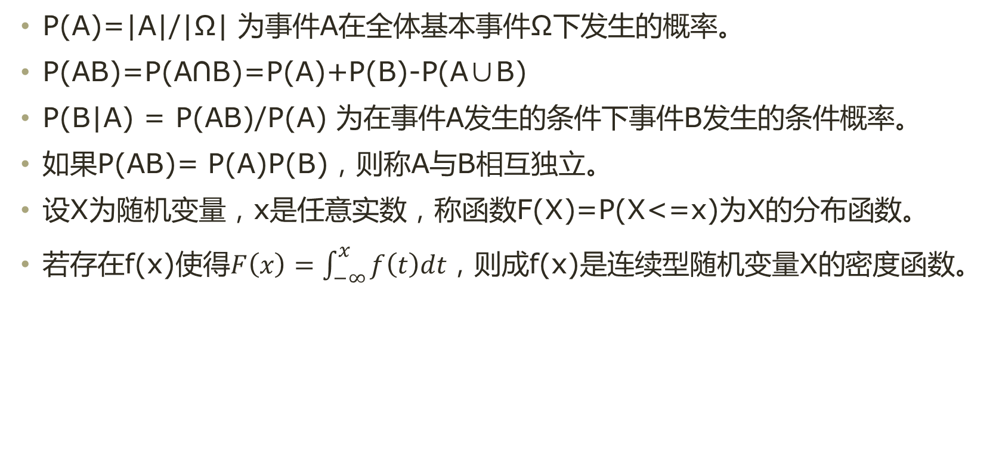 • P(A)=|A|/|Ω| 为事件A在全体基本事件Ω下发生的概率。
• P(AB)=P(A∩B)=P(A)+P(B)-P(A∪B)
• P(B|A) = P(AB)/P(A) 为在事件A发生的条件下事件B发生的条件概率。
• 如果P(AB)= P(A)P(B)，则称A与B相互独立。
• 设X为随机变量，x是任意实数，称函数F(X)=P(X<=x)为X的分布函数。
• 若存在f(x)使得F(x) = ∫_{-∞}^{x} f(t)dt，则成f(x)是连续型随机变量X的密度函数。